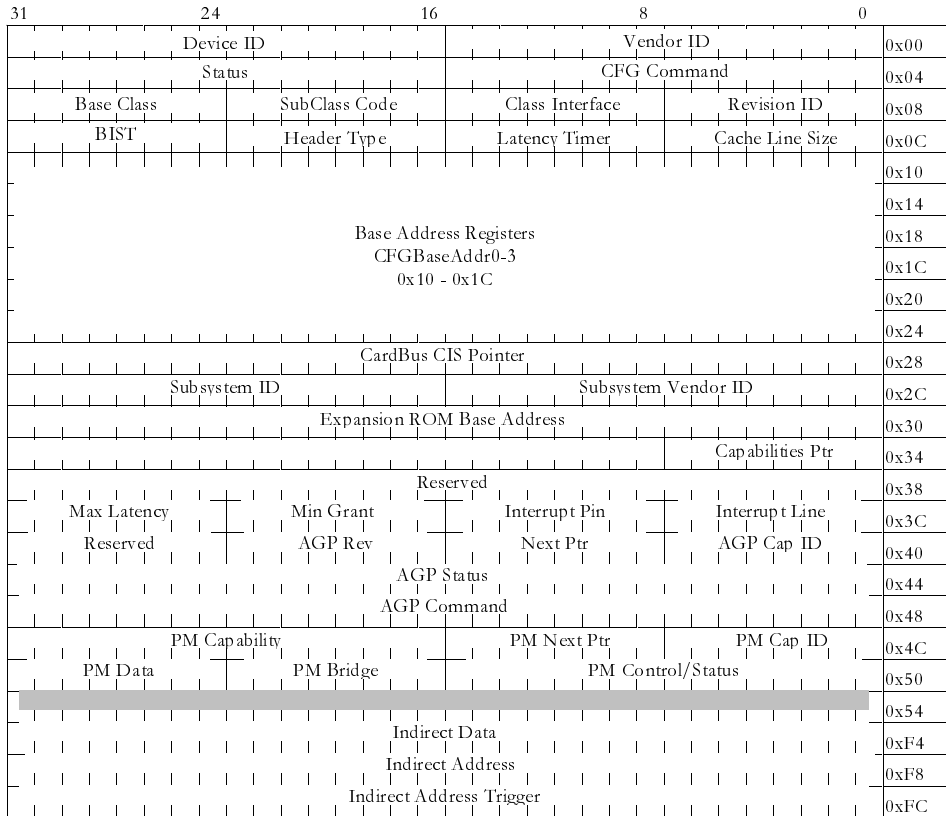 31 24 16 8 0
Device ID Vendor ID 0x00
Status CFG Command 0x04
Base Class SubClass Code Class Interface Revision ID 0x08
BIST Header Type Latency Timer Cache Line Size 0x0C
0x10
0x14
Base Address Registers 0x18
CFGBaseAddr0-3
0x1C
0x10 - 0x1C
0x20
0x24
CardBus CIS Pointer 0x28
Subsystem ID Subsystem Vendor ID 0x2C
Expansion ROM Base Address 0x30
Capabilities Ptr 0x34
Reserved 0x38
Max Latency Min Grant Interrupt Pin Interrupt Line 0x3C
Reserved AGP Rev Next Ptr AGP Cap ID 0x40
AGP Status 0x44
AGP Command 0x48
PM Capability PM Next Ptr PM Cap ID 0x4C
PM Data PM Bridge PM Control/Status 0x50
0x54
Indirect Data 0xF4
Indirect Address 0xF8
Indirect Address Trigger 0xFC